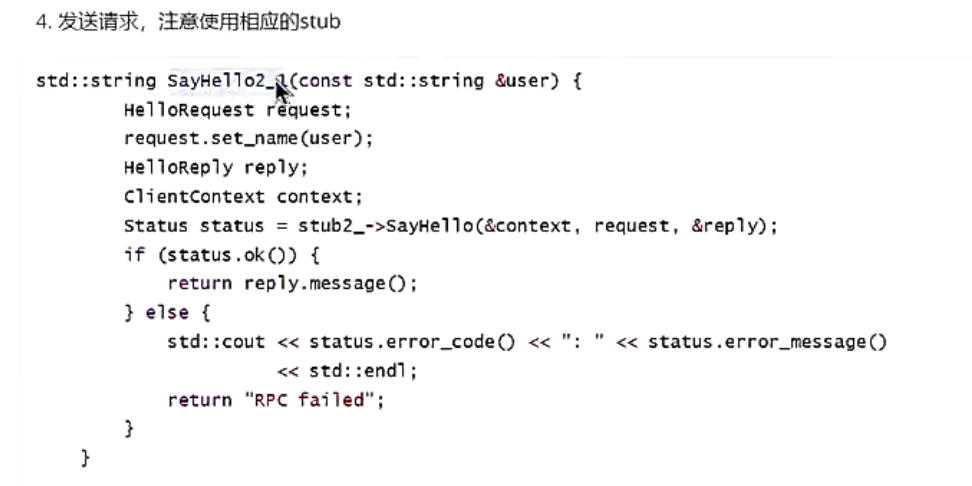 4. 发送请求，注意使用相应的stub
std::string SayHello2_1(const std::string &user) {
HelloRequest request;
request.set_name(user);
HelloReply reply;
ClientContext context;
Status status = stub2_->SayHello(&context, request, &reply);
if (status.ok()) {
return reply.message();
} else {
std::cout << status.error_code() << ": " << status.error_message()
<< std::endl;
return "RPC failed";
}
}